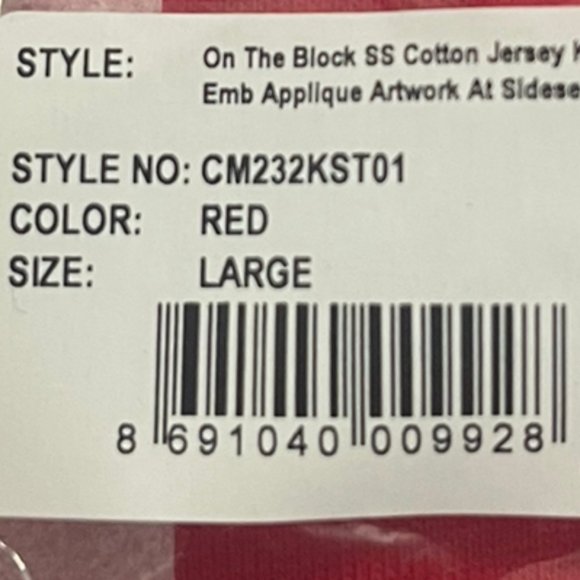 STYLE: On The Block SS Cotton Jersey
Emb Applique Artwork At
STYLE NO: CM232KST01
COLOR: RED
SIZE: LARGE
8 691040 009928